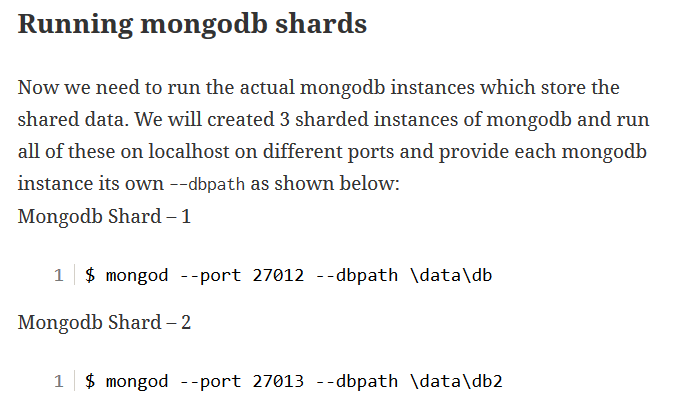 Running mongodb shards
Now we need to run the actual mongodb instances which store the
shared data. We will created 3 sharded instances of mongodb and run
all of these on localhost on different ports and provide each mongodb
instance its own --dbpath as shown below:
Mongodb Shard – 1
1 $ mongod --port 27012 --dbpath \data\db
Mongodb Shard – 2
1 $ mongod --port 27013 --dbpath \data\db2